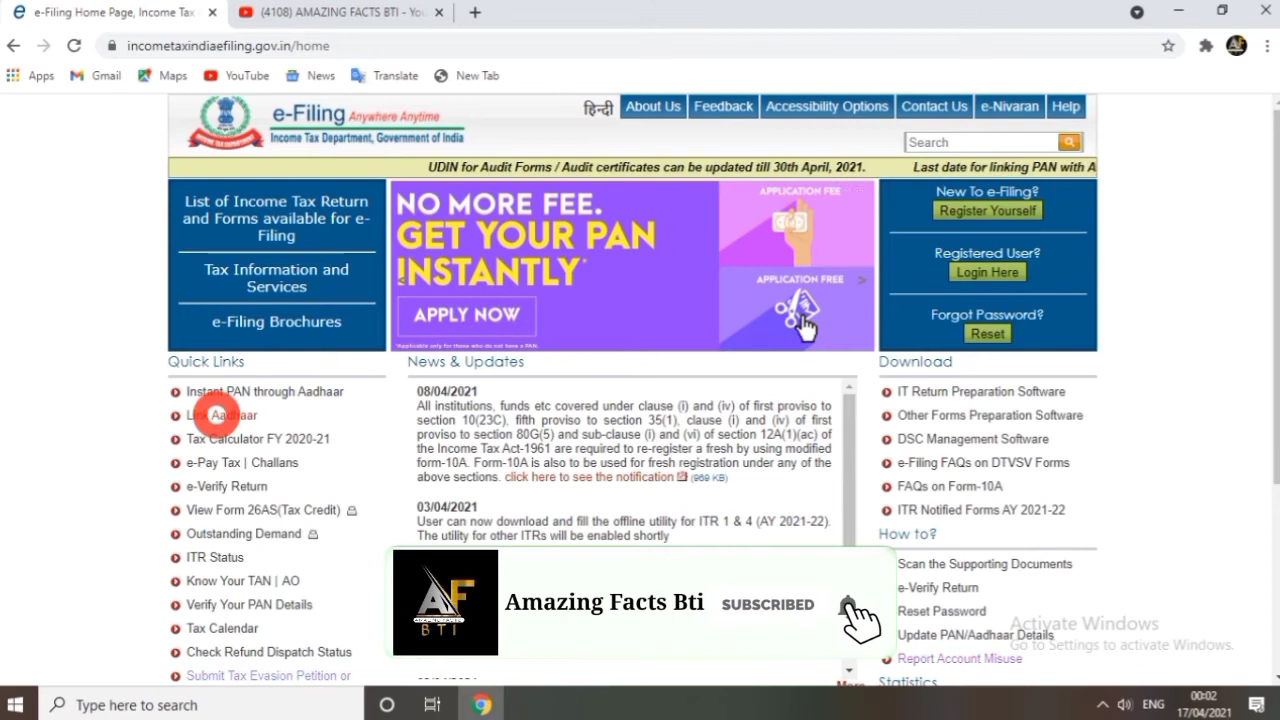 e-Filing Home Page, Income Tax
(4108) AMAZING FACTS BTI - You
incometaxindiaefiling.gov.in/home
Apps Gmail Maps YouTube News Translate New Tab
e-Filing Anywhere Anytime
Income Tax Department, Government of India
हिन्दी About Us Feedback Accessibility Options Contact Us e-Nivaran Help
Search
UDIN for Audit Forms / Audit certificates can be updated till 30th April, 2021. Last date for linking PAN with A
List of Income Tax Return
and Forms available for e-
Filing
Tax Information and
Services
e-Filing Brochures
NO MORE FEE.
GET YOUR PAN
INSTANTLY*
APPLY NOW
*Applicable only for those who do not have a PAN.
APPLICATION FEE
APPLICATION FREE
New To e-Filing?
Register Yourself
Registered User?
Login Here
Forgot Password?
Reset
Quick Links
Instant PAN through Aadhaar
Link Aadhaar
Tax Calculator FY 2020-21
e-Pay Tax | Challans
e-Verify Return
View Form 26AS(Tax Credit)
Outstanding Demand
ITR Status
Know Your TAN | AO
Verify Your PAN Details
Tax Calendar
Check Refund Dispatch Status
Submit Tax Evasion Petition or
News & Updates
08/04/2021
All institutions, funds etc covered under clause (i) and (iv) of first proviso to
section 10(23C), fifth proviso to section 35(1), clause (i) and (iv) of first
proviso to section 80G(5) and sub-clause (i) and (vi) of section 12A(1)(ac) of
the Income Tax Act-1961 are required to re-register a fresh by using modified
form-10A. Form-10A is also to be used for fresh registration under any of the
above sections. click here to see the notification (969 KB)
03/04/2021
User can now download and fill the offline utility for ITR 1 & 4 (AY 2021-22).
The utility for other ITRs will be enabled shortly
Download
IT Return Preparation Software
Other Forms Preparation Software
DSC Management Software
e-Filing FAQs on DTVSV Forms
FAQs on Form-10A
ITR Notified Forms AY 2021-22
How to?
Scan the Supporting Documents
e-Verify Return
Reset Password
Update PAN/Aadhaar Details
Report Account Misuse
Statistics
AF
AMAZING FACTS
BTI
Amazing Facts Bti SUBSCRIBED
Activate Windows
Go to Settings to activate Windows.
Type here to search
ENG
00:02
17/04/2021